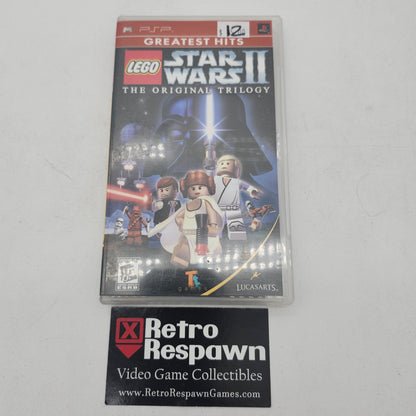 PSP
$ 12
GREATEST HITS
LEGO STAR WARS II
THE ORIGINAL TRILOGY
ESRB
LUCASARTS
Retro
Respawn
Video Game Collectibles
www.RetroRespawnGames.com